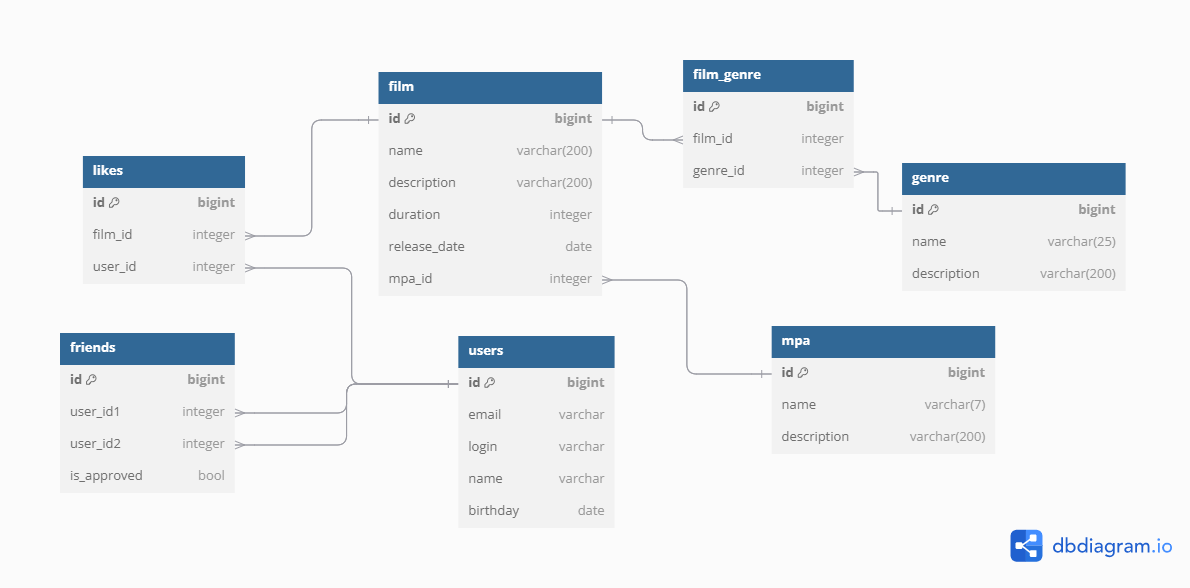 film
id bigint
name varchar(200)
description varchar(200)
duration integer
release_date date
mpa_id integer
film_genre
id bigint
film_id integer
genre_id integer
likes
id bigint
film_id integer
user_id integer
genre
id bigint
name varchar(25)
description varchar(200)
friends
id bigint
user_id1 integer
user_id2 integer
is_approved bool
users
id bigint
email varchar
login varchar
name varchar
birthday date
mpa
id bigint
name varchar(7)
description varchar(200)
dbdiagram.io